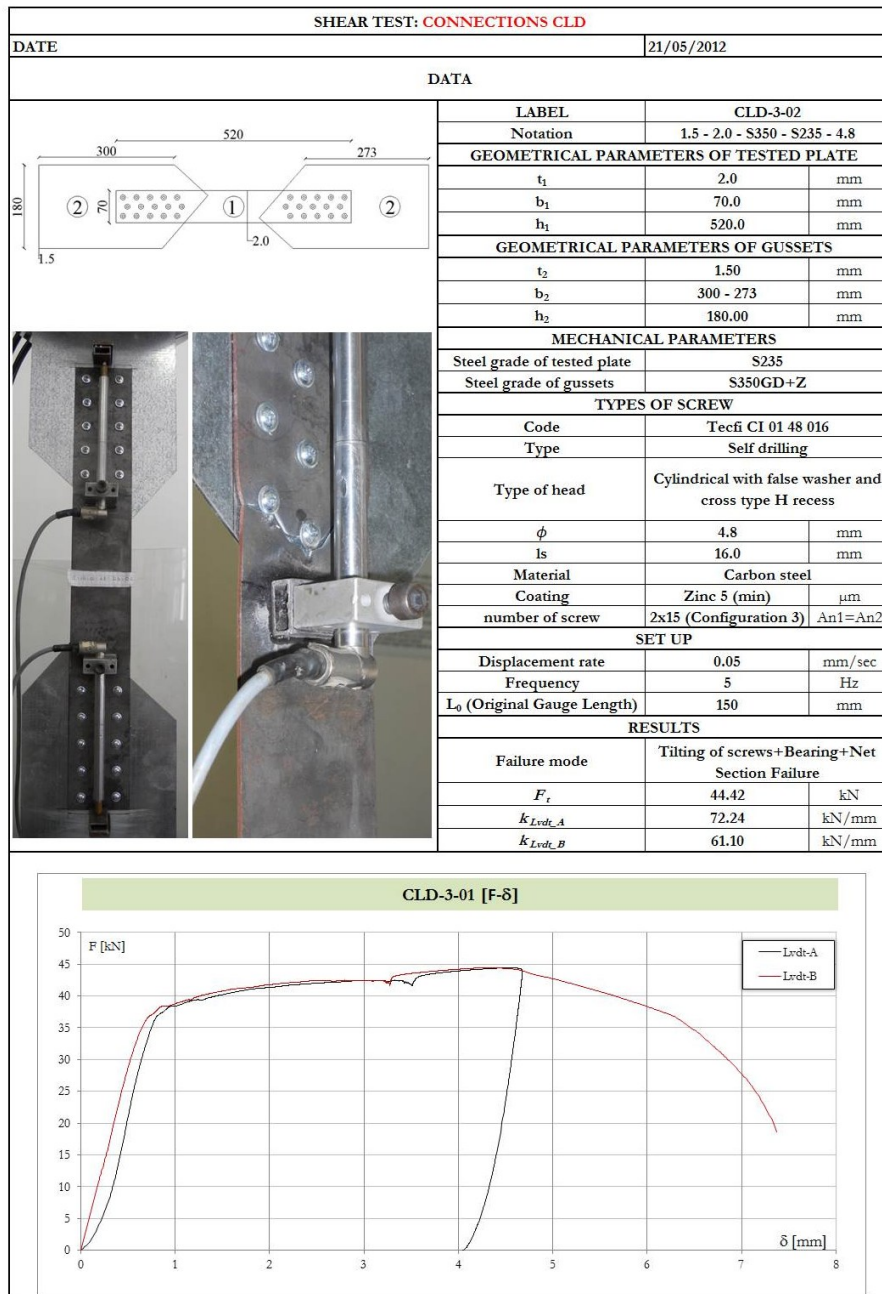 SHEAR TEST: CONNECTIONS CLD
DATE 21/05/2012
DATA
520
300 273
180
70
2 1 2
2.0
1.5
LABEL CLD-3-02
Notation 1.5 - 2.0 - S350 - S235 - 4.8
GEOMETRICAL PARAMETERS OF TESTED PLATE
t1 2.0 mm
b1 70.0 mm
h1 520.0 mm
GEOMETRICAL PARAMETERS OF GUSSETS
t2 1.50 mm
b2 300 - 273 mm
h2 180.00 mm
MECHANICAL PARAMETERS
Steel grade of tested plate S235
Steel grade of gussets S350GD+Z
TYPES OF SCREW
Code Tecfi CI 01 48 016
Type Self drilling
Type of head Cylindrical with false washer and
cross type H recess
ϕ 4.8 mm
ls 16.0 mm
Material Carbon steel
Coating Zinc 5 (min) μm
number of screw 2x15 (Configuration 3) An1=An2
SET UP
Displacement rate 0.05 mm/sec
Frequency 5 Hz
L0 (Original Gauge Length) 150 mm
RESULTS
Failure mode Tilting of screws+Bearing+Net
Section Failure
Ft 44.42 kN
kLvdt_A 72.24 kN/mm
kLvdt_B 61.10 kN/mm
CLD-3-01 [F-δ]
F [kN]
50
45
40
35
30
25
20
15
10
5
0
Lvdt-A
Lvdt-B
δ [mm]
0 1 2 3 4 5 6 7 8